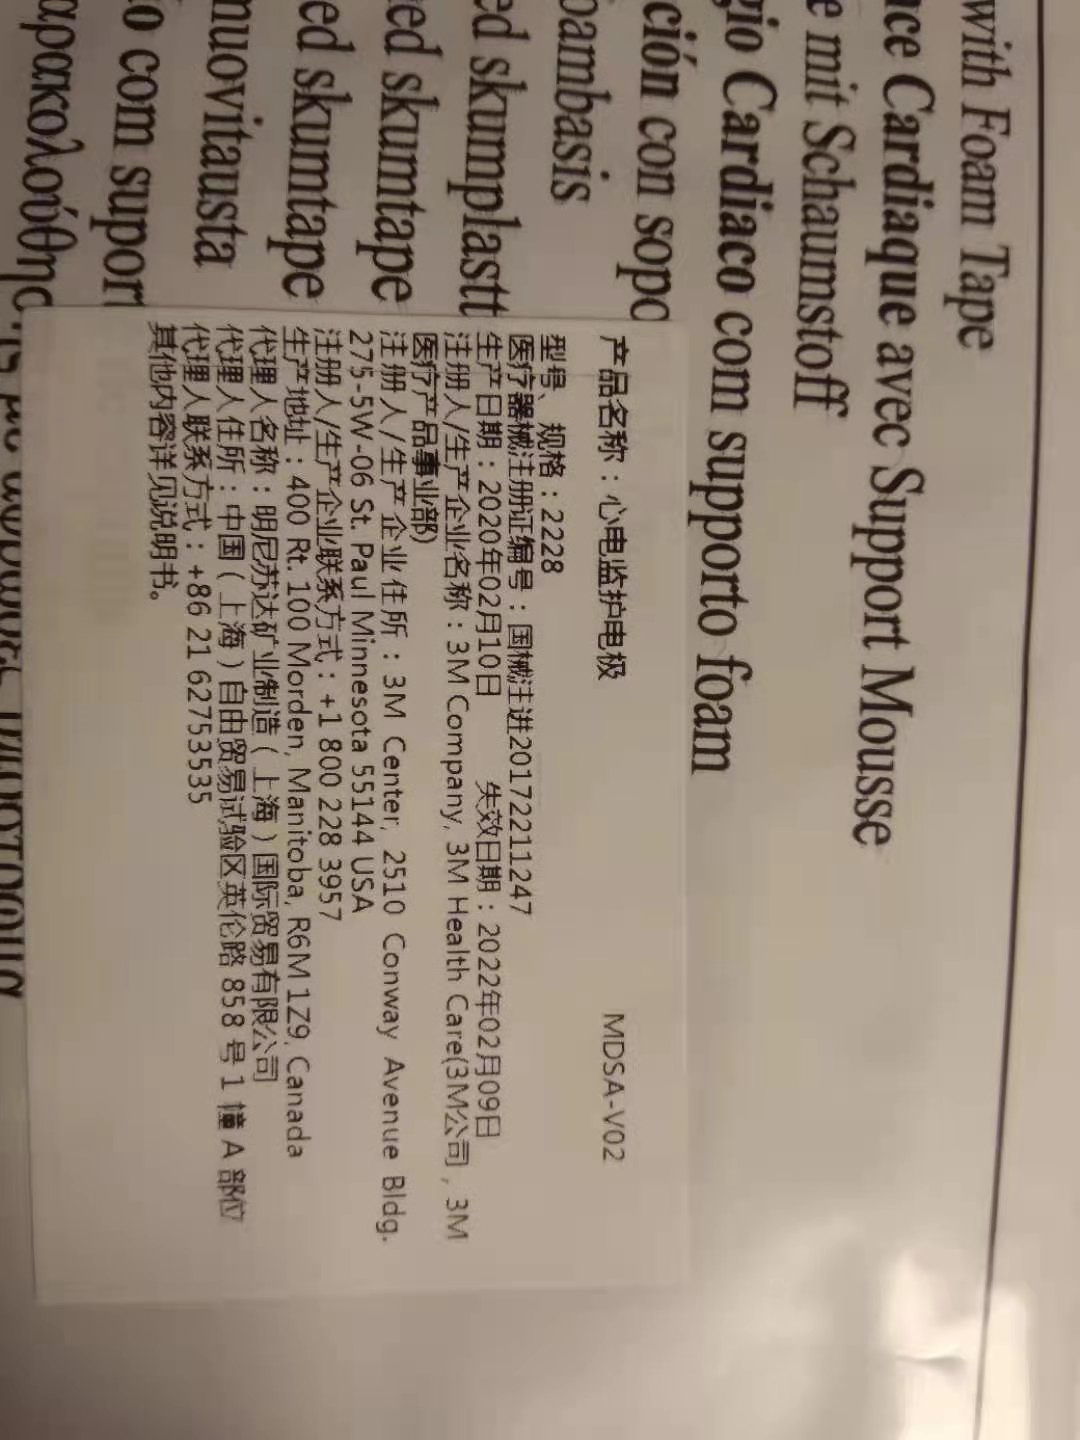 with Foam Tape
ce Cardiaque avec Support Mousse
e mit Schaumstoff
gio Cardiaco com supporto foam
ción con sopo
oambasis
ed skumplastt
ed skumtape
ed skumtape
nuovitausta
o com supor
αρακολούθησ
产品名称：心电监护电极 MDSA-V02
型号、规格：2228
医疗器械注册证编号：国械注进20172211247
生产日期：2020年02月10日 失效日期：2022年02月09日
注册人/生产企业名称：3M Company, 3M Health Care(3M公司, 3M
医疗产品事业部)
注册人/生产企业住所：3M Center, 2510 Conway Avenue Bldg.
275-5W-06 St. Paul Minnesota 55144 USA
注册人/生产企业联系方式：+1 800 228 3957
生产地址：400 Rt. 100 Morden, Manitoba, R6M 1Z9, Canada
代理人名称：明尼苏达矿业制造（上海）国际贸易有限公司
代理人住所：中国（上海）自由贸易试验区英伦路 858 号 1 幢 A 部位
代理人联系方式：+86 21 62753535
其他内容详见说明书。